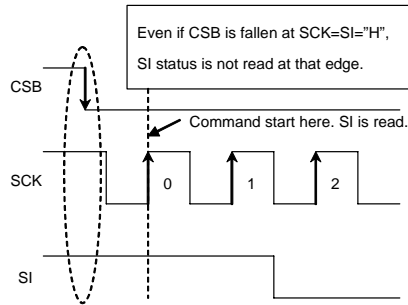 Even if CSB is fallen at SCK=SI=”H”,
SI status is not read at that edge.
CSB
Command start here. SI is read.
SCK
0
1
2
SI